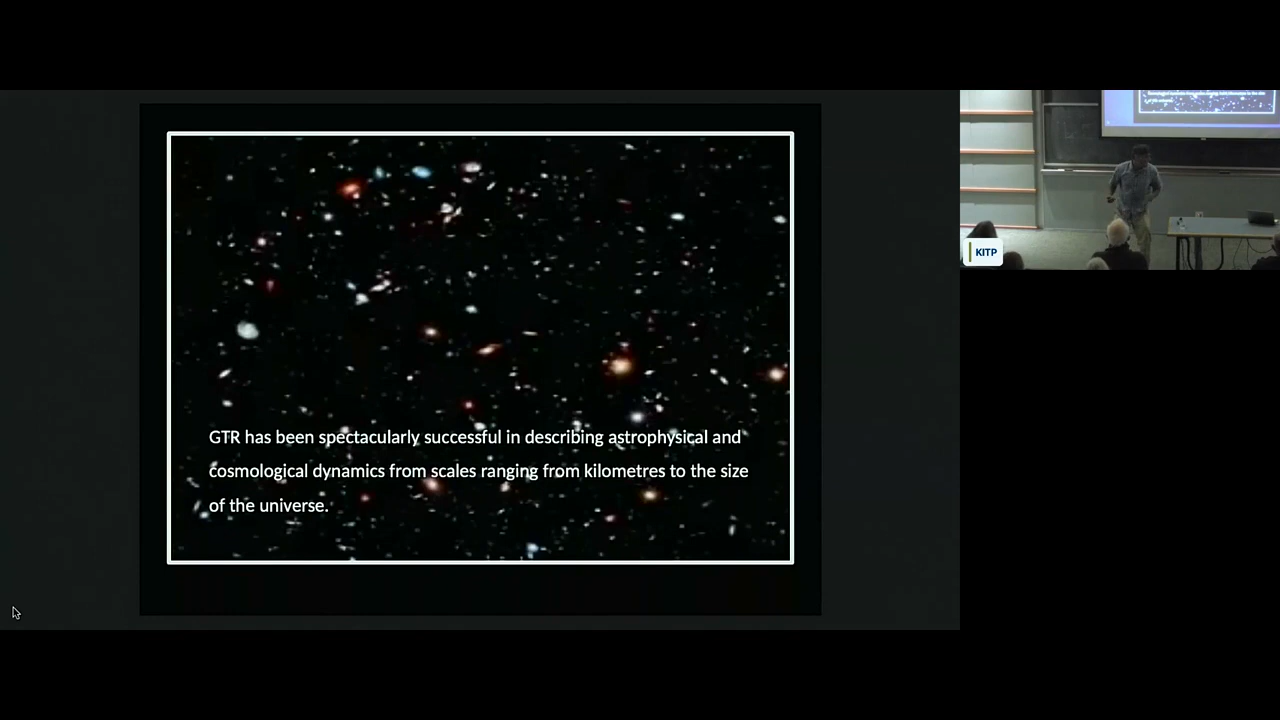 GTR has been spectacularly successful in describing astrophysical and
cosmological dynamics from scales ranging from kilometres to the size
of the universe.
KITP